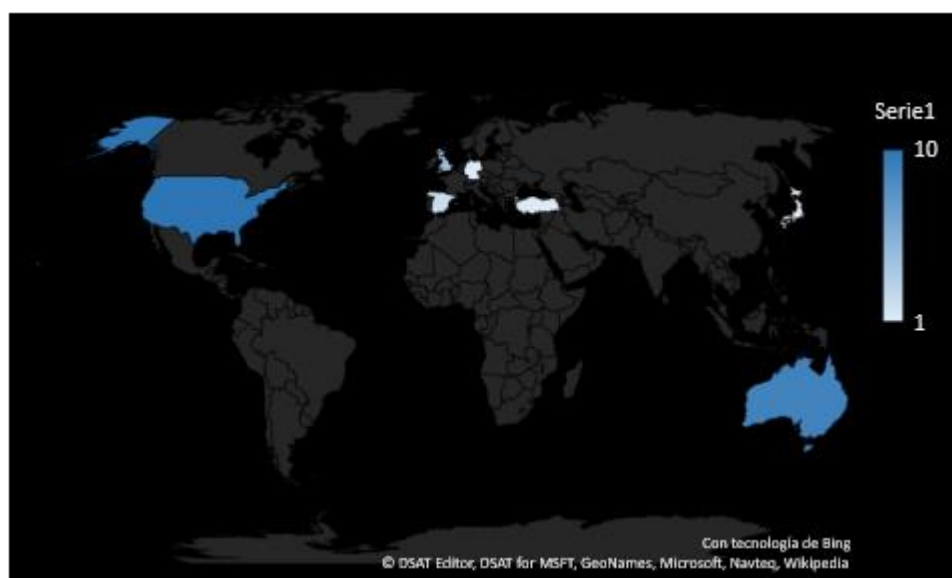 Serie1
10
1
Con tecnología de Bing
© DSAT Editor, DSAT for MSFT, GeoNames, Microsoft, Navteq, Wikipedia